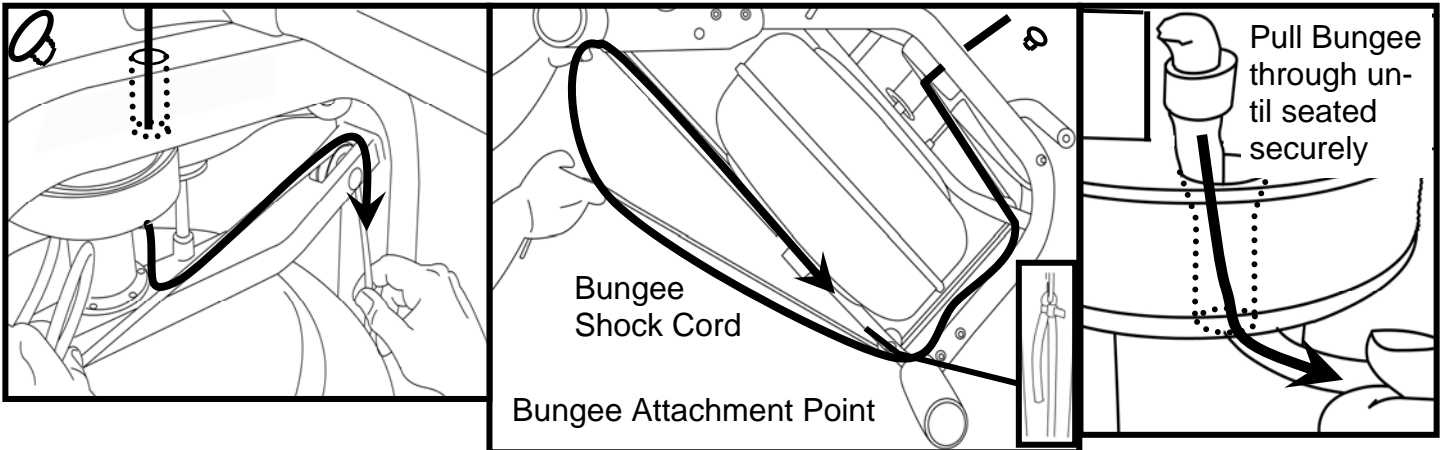 Bungee
Shock Cord
Bungee Attachment Point
Pull Bungee
through un-
til seated
securely